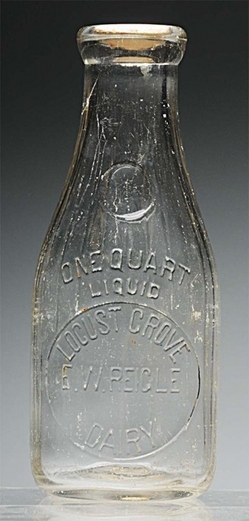 ONE QUART
LIQUID
LOCUST GROVE
E.W. REIGLE
DAIRY